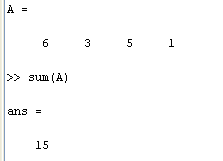 A =
6 3 5 1
>> sum(A)
ans =
15